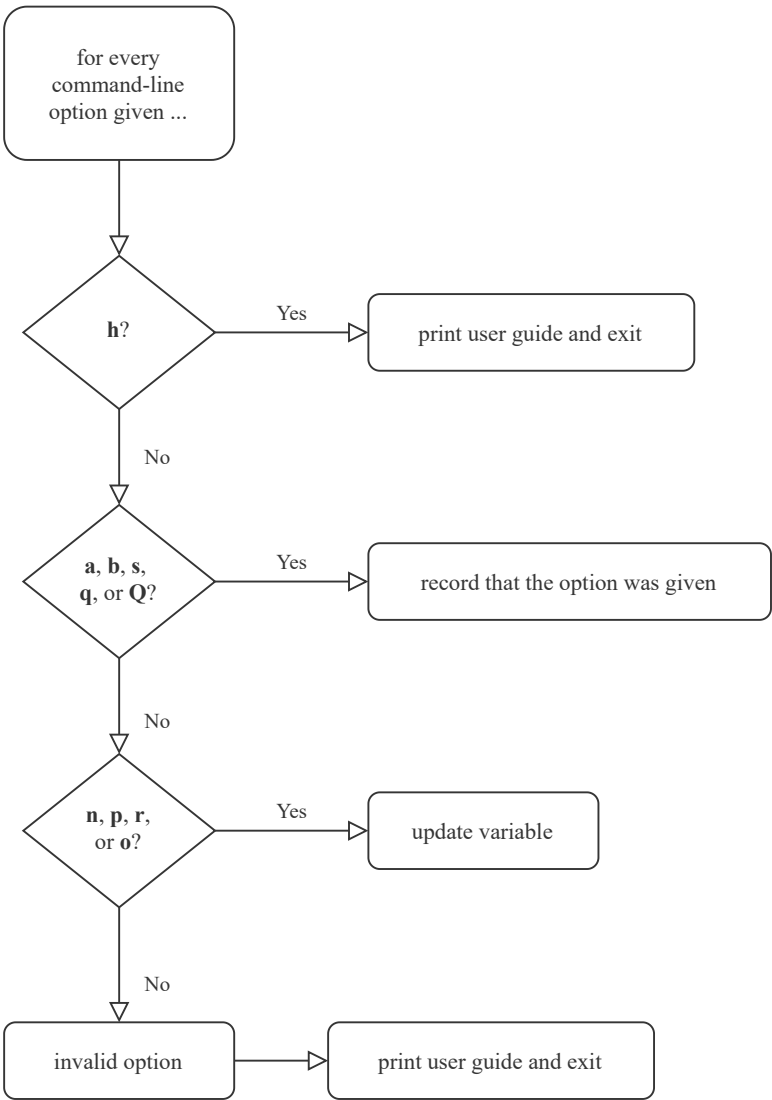 for every
command-line
option given ...
h?
Yes
print user guide and exit
No
a, b, s,
q, or Q?
Yes
record that the option was given
No
n, p, r,
or o?
Yes
update variable
No
invalid option
print user guide and exit